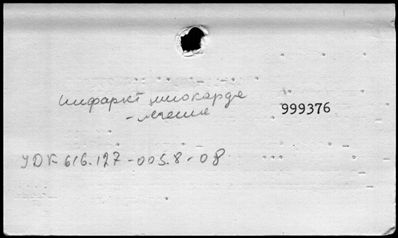 инфаркт миокарда
- лечение
999376
УДК 616.127-005.8-08